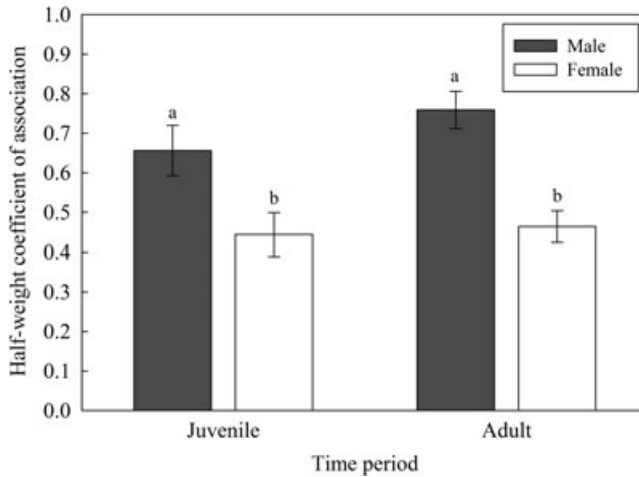 Half-weight coefficient of association
1.0
0.9
0.8
0.7
0.6
0.5
0.4
0.3
0.2
0.1
0.0
Male
Female
a
b
a
b
Juvenile Adult
Time period